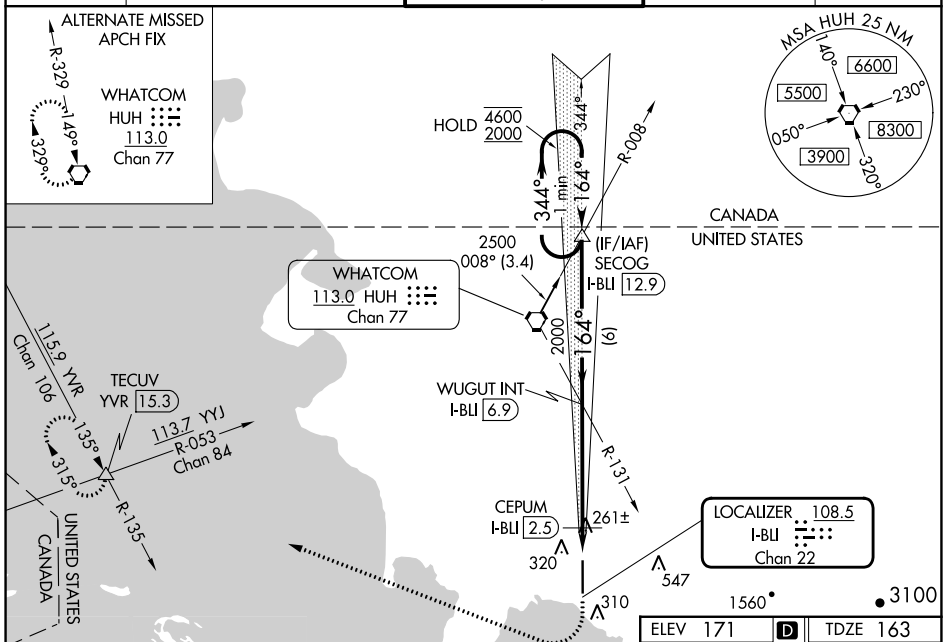 ALTERNATE MISSED
APCH FIX
R-329
149°
329°
WHATCOM
HUH
113.0
Chan 77
MSA HUH 25 NM
140°
6600
5500
230°
050°
8300
3900
320°
HOLD 4600
2000
344°
R-008
344°
1 min
164°
CANADA
UNITED STATES
2500
008° (3.4)
(IF/IAF)
SECOG
I-BLI 12.9
WHATCOM
113.0 HUH
Chan 77
2000
164°
(6)
115.9 YVR
Chan 106
TECUV
YVR 15.3
WUGUT INT
I-BLI 6.9
135°
315°
113.7 YYJ
R-053
Chan 84
R-131
R-135
UNITED STATES
CANADA
CEPUM
I-BLI 2.5
261±
320
LOCALIZER 108.5
I-BLI
Chan 22
547
310
1560
3100
ELEV 171 D TDZE 163